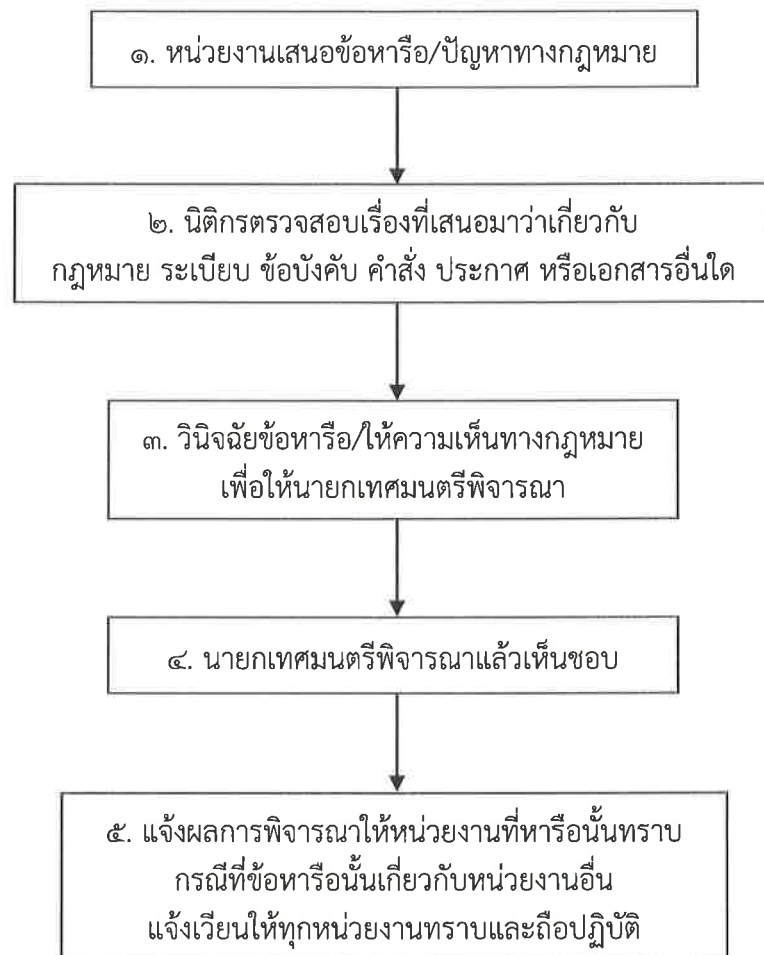 ๑. หน่วยงานเสนอข้อหารือ/ปัญหาทางกฎหมาย
๒. นิติกรตรวจสอบเรื่องที่เสนอมาว่าเกี่ยวกับ
กฎหมาย ระเบียบ ข้อบังคับ คำสั่ง ประกาศ หรือเอกสารอื่นใด
๓. วินิจฉัยข้อหารือ/ให้ความเห็นทางกฎหมาย
เพื่อให้นายกเทศมนตรีพิจารณา
๔. นายกเทศมนตรีพิจารณาแล้วเห็นชอบ
๕. แจ้งผลการพิจารณาให้หน่วยงานที่หารือนั้นทราบ
กรณีที่ข้อหารือนั้นเกี่ยวกับหน่วยงานอื่น
แจ้งเวียนให้ทุกหน่วยงานทราบและถือปฏิบัติ